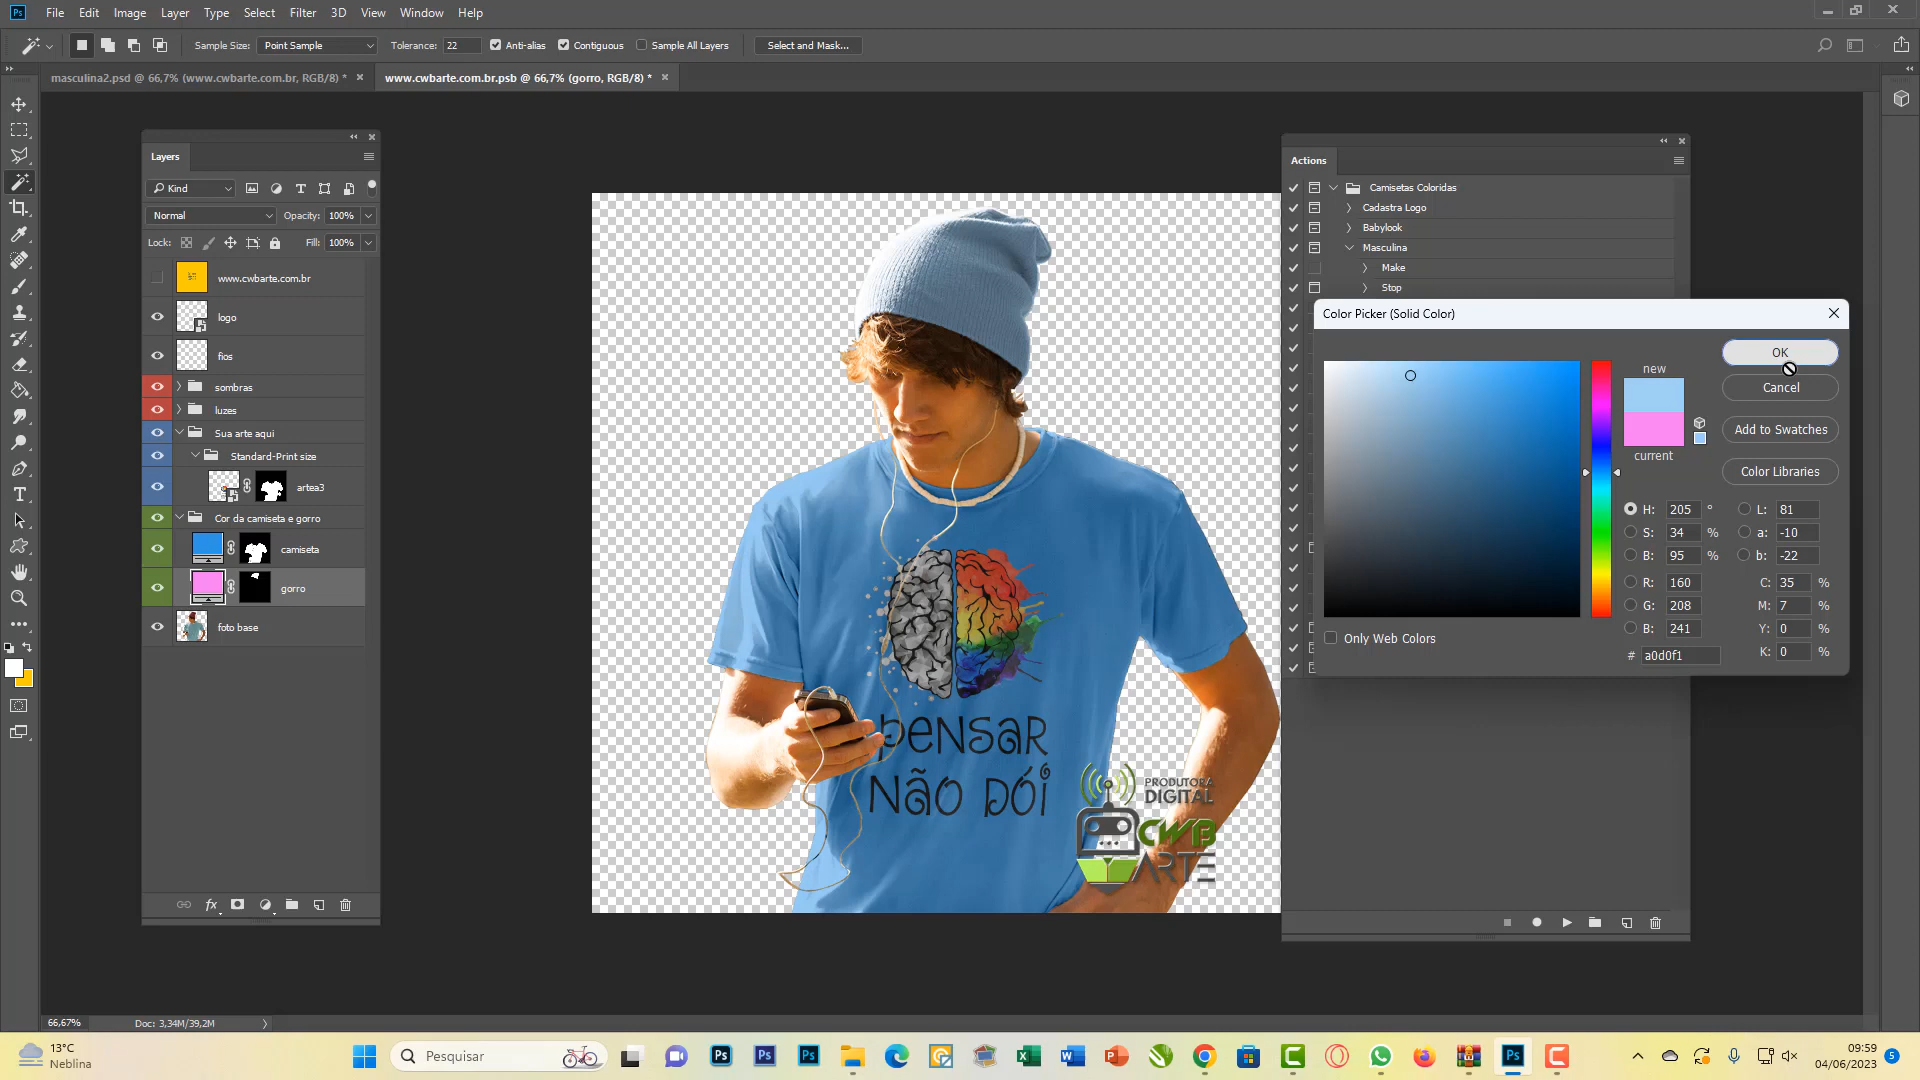 Ps File Edit Image Layer Type Select Filter 3D View Window Help
Sample Size: Point Sample Tolerance: 22 Anti-alias Contiguous Sample All Layers Select and Mask...
masculina2.psd @ 66,7% (www.cwbarte.com.br, RGB/8) *
www.cwbarte.com.br.psb @ 66,7% (gorro, RGB/8) *
Layers
Kind
Normal Opacity: 100%
Lock: Fill: 100%
www.cwbarte.com.br
logo
fios
sombras
luzes
Sua arte aqui
Standard-Print size
artea3
Cor da camiseta e gorro
camiseta
gorro
foto base
fx
pensar
não dói
PRODUTORA
DIGITAL
CWB
ARTE
Actions
Camisetas Coloridas
Cadastra Logo
Babylook
Masculina
Make
Stop
Color Picker (Solid Color)
new
current
OK
Cancel
Add to Swatches
Color Libraries
H: 205 ° L: 81
S: 34 % a: -10
B: 95 % b: -22
R: 160 C: 35 %
G: 208 M: 7 %
B: 241 Y: 0 %
# a0d0f1 K: 0 %
Only Web Colors
66,67% Doc: 3,34M/39,2M
13°C
Neblina
Pesquisar
09:59
04/06/2023
5